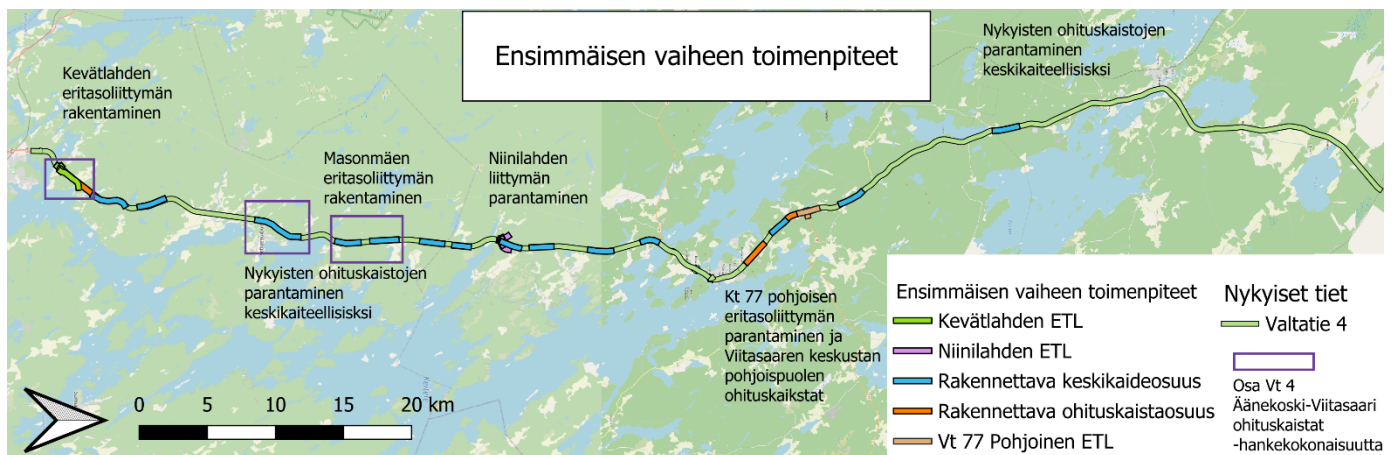 Ensimmäisen vaiheen toimenpiteet
Kevätlahden
eritasoliittymän
rakentaminen
Masonmäen
eritasoliittymän
rakentaminen
Niinilahden
liittymän
parantaminen
Nykyisten ohituskaistojen
parantaminen
keskikaiteellisisksi
Nykyisten ohituskaistojen
parantaminen
keskikaiteellisisksi
Kt 77 pohjoisen
eritasoliittymän
parantaminen ja
Viitasaaren keskustan
pohjoispuolen
ohituskaikstat
0 5 10 15 20 km
Ensimmäisen vaiheen toimenpiteet
Kevätlahden ETL
Niinilahden ETL
Rakennettava keskikaideosuus
Rakennettava ohituskaistaosuus
Vt 77 Pohjoinen ETL
Nykyiset tiet
Valtatie 4
Osa Vt 4
Äänekoski-Viitasaari
ohituskaistat
-hankekokonaisuutta